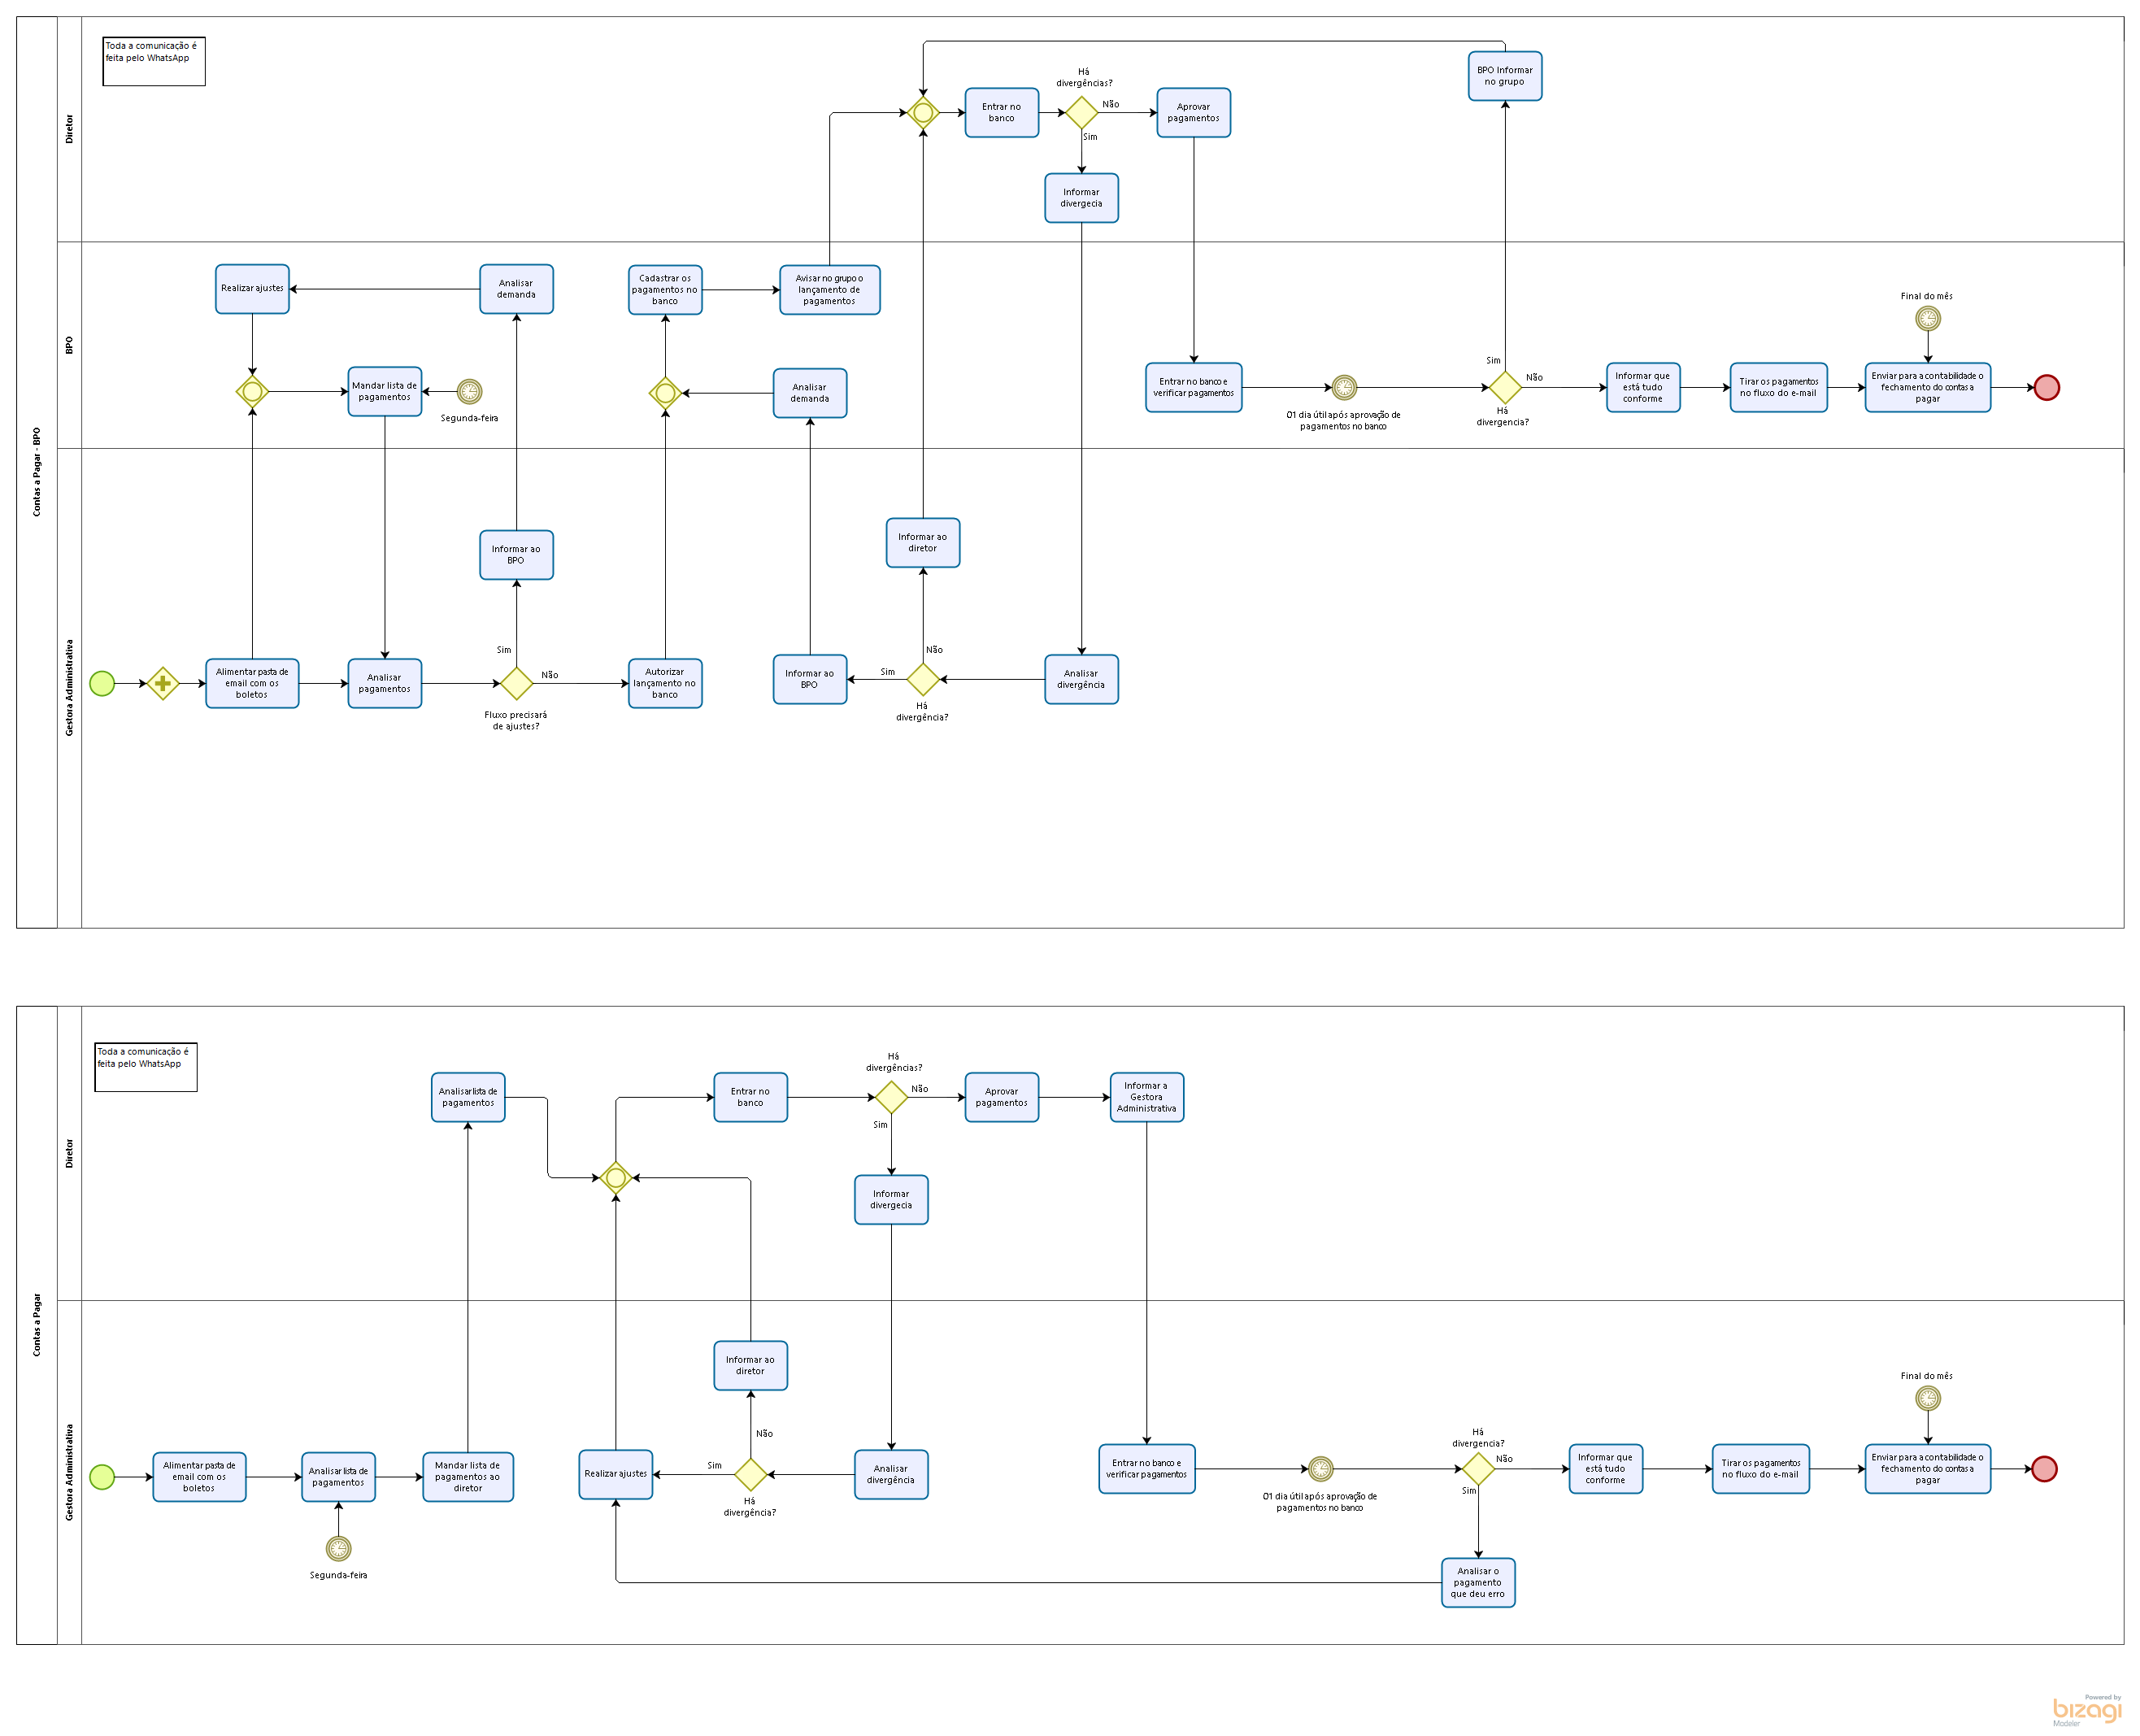 Contas a Pagar - BPO
Diretor
Toda a comunicação é
feita pelo WhatsApp
Entrar no
banco
Há
divergências?
Não
Sim
Aprovar
pagamentos
BPO Informar
no grupo
Informar
divergecia
BPO
Realizar ajustes
Analisar
demanda
Cadastrar os
pagamentos no
banco
Avisar no grupo o
lançamento de
pagamentos
Mandar lista de
pagamentos
Segunda-feira
Analisar
demanda
Entrar no banco e
verificar pagamentos
01 dia útil após aprovação de
pagamentos no banco
Sim
Não
Há
divergencia?
Informar que
está tudo
conforme
Tirar os pagamentos
no fluxo do e-mail
Final do mês
Enviar para a contabilidade o
fechamento do contas a
pagar
Gestora Administrativa
Informar ao
BPO
Informar ao
diretor
Alimentar pasta de
email com os
boletos
Analisar
pagamentos
Sim
Não
Fluxo precisará
de ajustes?
Autorizar
lançamento no
banco
Informar ao
BPO
Sim
Não
Há
divergência?
Analisar
divergência
Contas a Pagar
Diretor
Toda a comunicação é
feita pelo WhatsApp
Analisar lista de
pagamentos
Entrar no
banco
Há
divergências?
Não
Sim
Aprovar
pagamentos
Informar a
Gestora
Administrativa
Informar
divergecia
Gestora Administrativa
Informar ao
diretor
Alimentar pasta de
email com os
boletos
Analisar lista de
pagamentos
Segunda-feira
Mandar lista de
pagamentos ao
diretor
Realizar ajustes
Sim
Não
Há
divergência?
Analisar
divergência
Entrar no banco e
verificar pagamentos
01 dia útil após aprovação de
pagamentos no banco
Há
divergencia?
Não
Sim
Informar que
está tudo
conforme
Tirar os pagamentos
no fluxo do e-mail
Final do mês
Enviar para a contabilidade o
fechamento do contas a
pagar
Analisar o
pagamento
que deu erro
Powered by
bizagi
Modeler